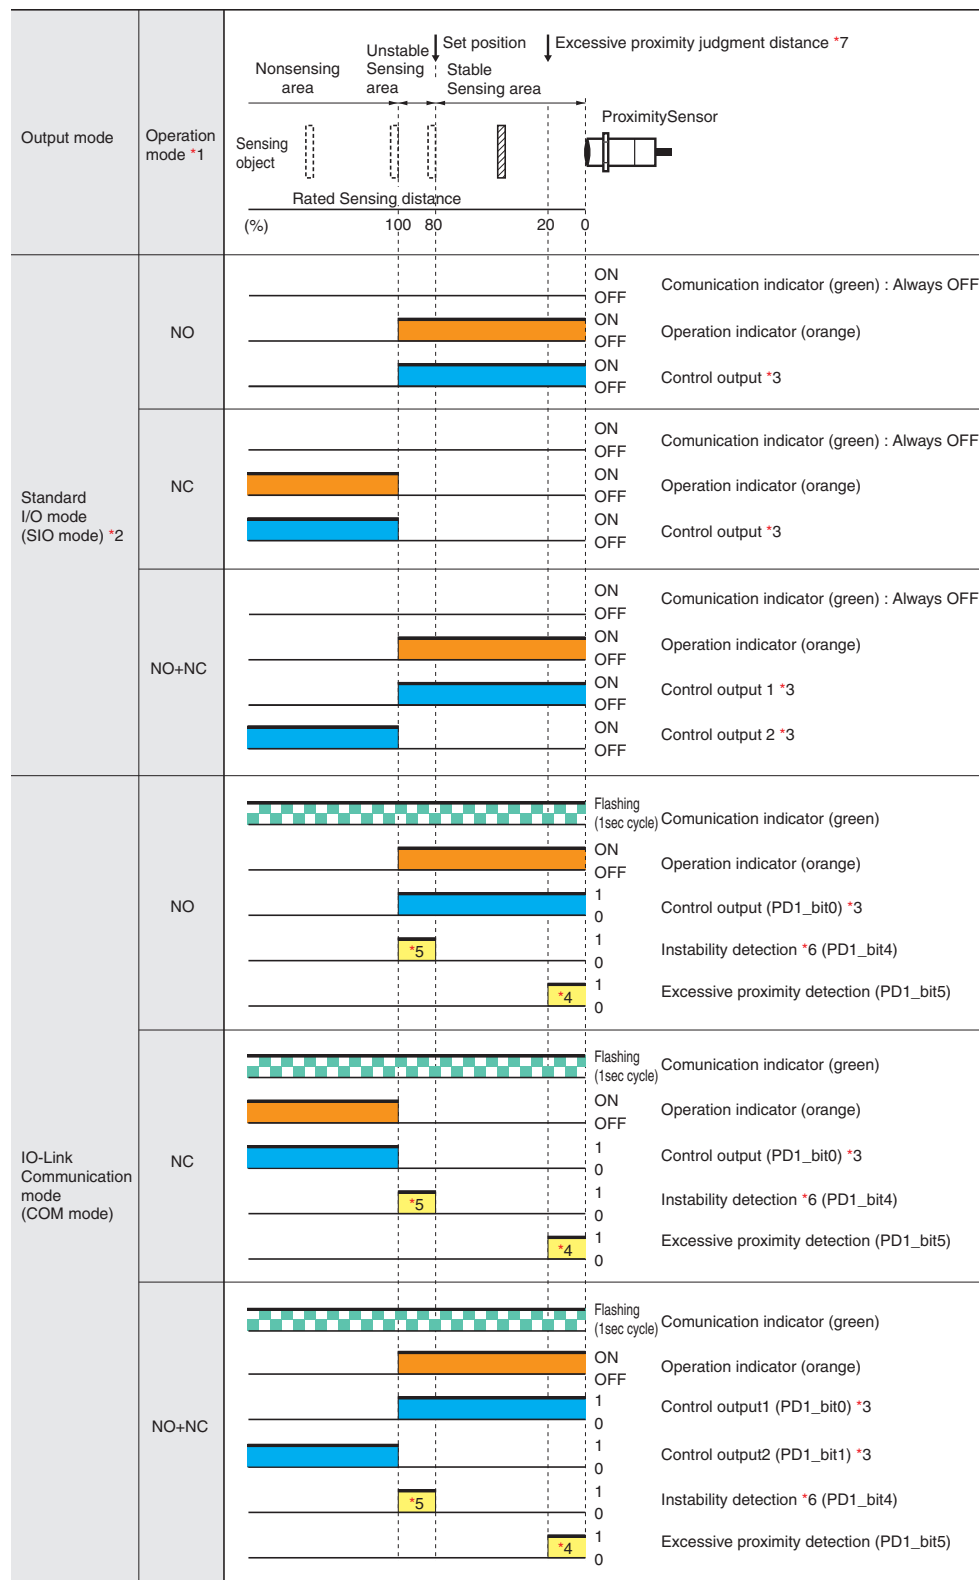 Output mode
Operation
mode *1
Set position
Excessive proximity judgment distance *7
Unstable
Sensing
area
Nonsensing
area
Stable
Sensing area
ProximitySensor
Sensing
object
Rated Sensing distance
(%)
100
80
20
0
Standard
I/O mode
(SIO mode) *2
NO
ON
OFF
Comunication indicator (green) : Always OFF
ON
OFF
Operation indicator (orange)
ON
OFF
Control output *3
NC
ON
OFF
Comunication indicator (green) : Always OFF
ON
OFF
Operation indicator (orange)
ON
OFF
Control output *3
NO+NC
ON
OFF
Comunication indicator (green) : Always OFF
ON
OFF
Operation indicator (orange)
ON
OFF
Control output 1 *3
ON
OFF
Control output 2 *3
IO-Link
Communication
mode
(COM mode)
NO
Flashing
(1sec cycle)
Comunication indicator (green)
ON
OFF
Operation indicator (orange)
1
0
Control output (PD1_bit0) *3
*5
1
0
Instability detection *6 (PD1_bit4)
*4
1
0
Excessive proximity detection (PD1_bit5)
NC
Flashing
(1sec cycle)
Comunication indicator (green)
ON
OFF
Operation indicator (orange)
1
0
Control output (PD1_bit0) *3
*5
1
0
Instability detection *6 (PD1_bit4)
*4
1
0
Excessive proximity detection (PD1_bit5)
NO+NC
Flashing
(1sec cycle)
Comunication indicator (green)
ON
OFF
Operation indicator (orange)
1
0
Control output1 (PD1_bit0) *3
1
0
Control output2 (PD1_bit1) *3
*5
1
0
Instability detection *6 (PD1_bit4)
*4
1
0
Excessive proximity detection (PD1_bit5)